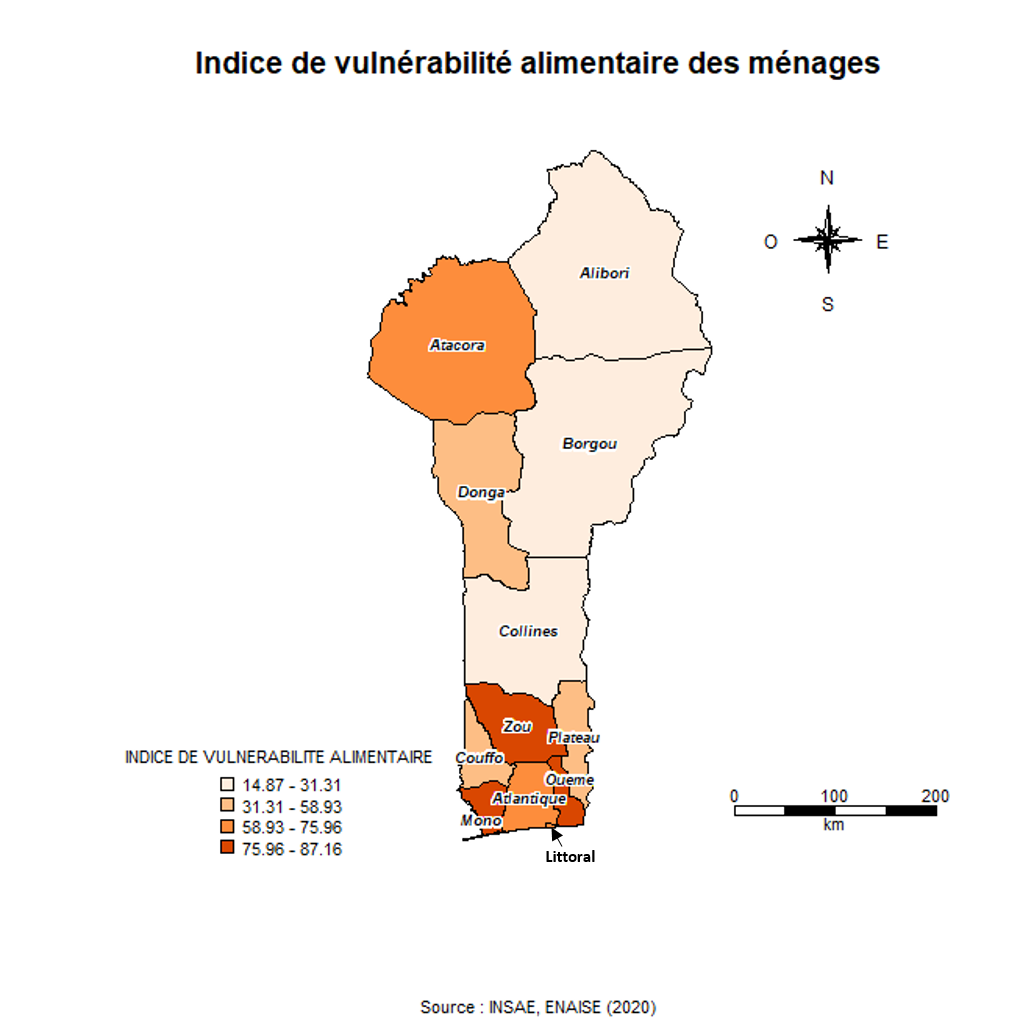 Indice de vulnérabilité alimentaire des ménages
N
O
E
S
Alibori
Atacora
Borgou
Donga
Collines
Zou
Plateau
Couffo
Oueme
Atlantique
Mono
Littoral
INDICE DE VULNERABILITE ALIMENTAIRE
14.87 - 31.31
31.31 - 58.93
58.93 - 75.96
75.96 - 87.16
0 100 200
km
Source : INSAE, ENAISE (2020)